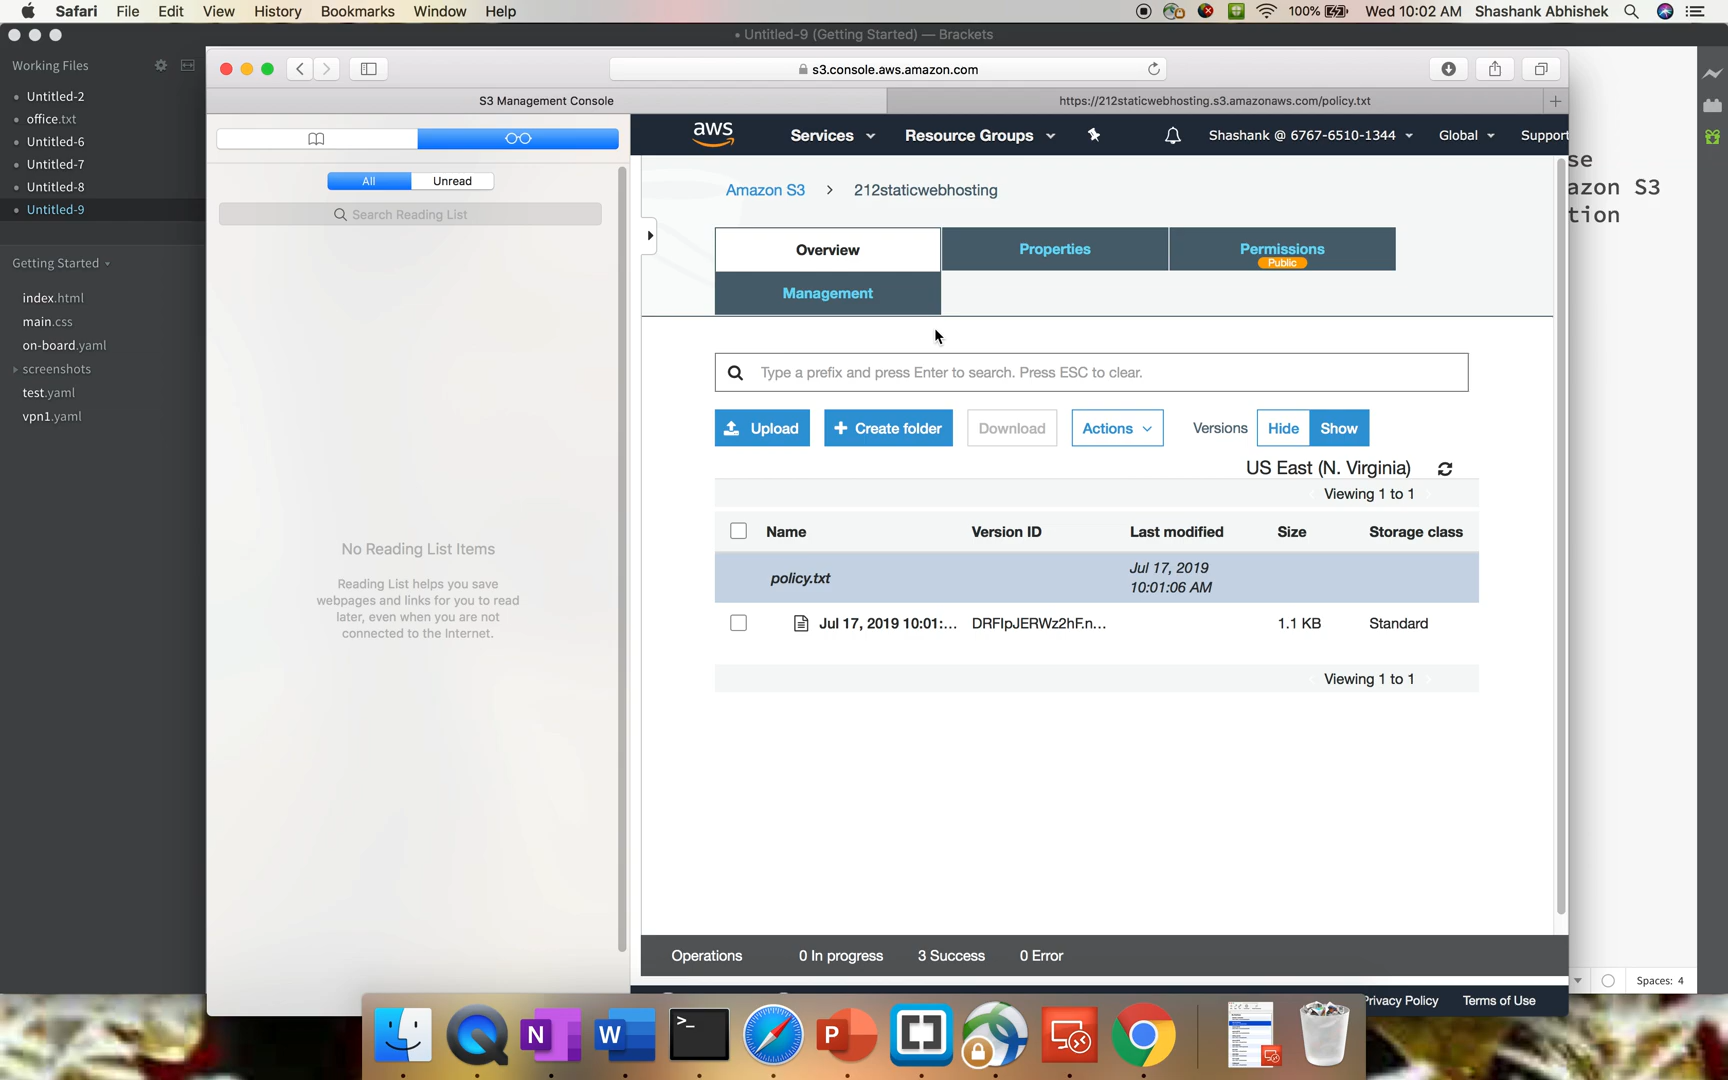 Safari File Edit View History Bookmarks Window Help 100% Wed 10:02 AM Shashank Abhishek
• Untitled-9 (Getting Started) — Brackets
Working Files
Untitled-2
office.txt
Untitled-6
Untitled-7
Untitled-8
Untitled-9
Getting Started
index.html
main.css
on-board.yaml
screenshots
test.yaml
vpn1.yaml
s3.console.aws.amazon.com
S3 Management Console
https://212staticwebhosting.s3.amazonaws.com/policy.txt
All Unread
Search Reading List
No Reading List Items
Reading List helps you save
webpages and links for you to read
later, even when you are not
connected to the Internet.
aws Services Resource Groups Shashank @ 6767-6510-1344 Global Support
Amazon S3 > 212staticwebhosting
Overview Properties Permissions
Public
Management
Type a prefix and press Enter to search. Press ESC to clear.
Upload + Create folder Download Actions Versions Hide Show
US East (N. Virginia)
Viewing 1 to 1
Name Version ID Last modified Size Storage class
policy.txt Jul 17, 2019
10:01:06 AM
Jul 17, 2019 10:01:... DRFIpJERWz2hF.n... 1.1 KB Standard
Viewing 1 to 1
Operations 0 In progress 3 Success 0 Error
Privacy Policy Terms of Use
se
azon S3
tion
Spaces: 4
N W >_ P